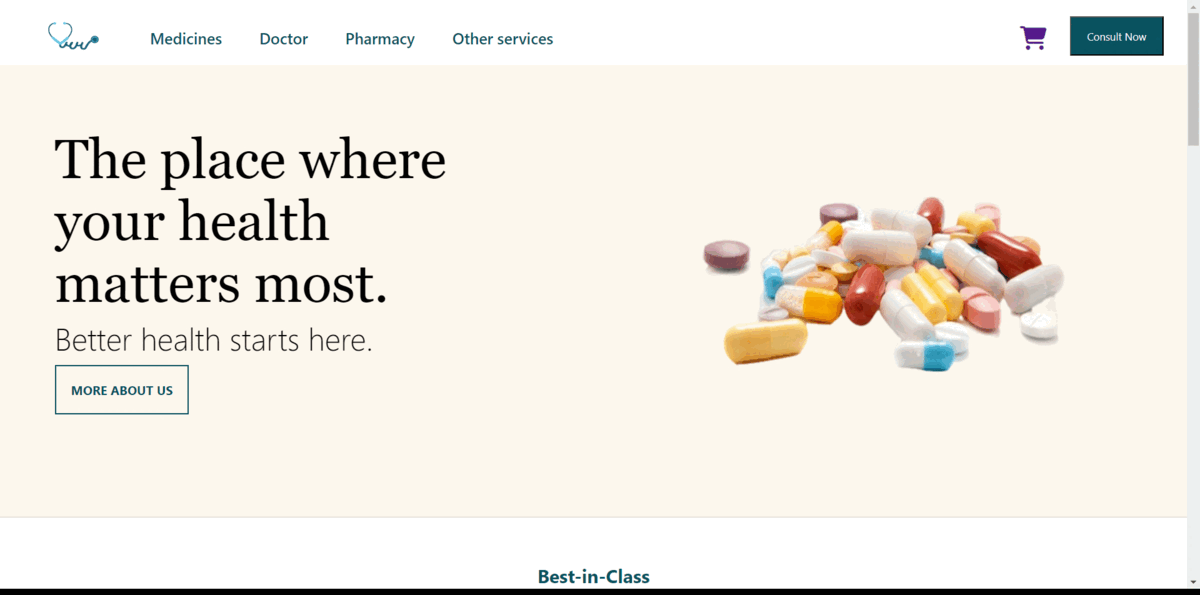 Medicines
Doctor
Pharmacy
Other services
Consult Now
The place where
your health
matters most.
Better health starts here.
MORE ABOUT US
Best-in-Class